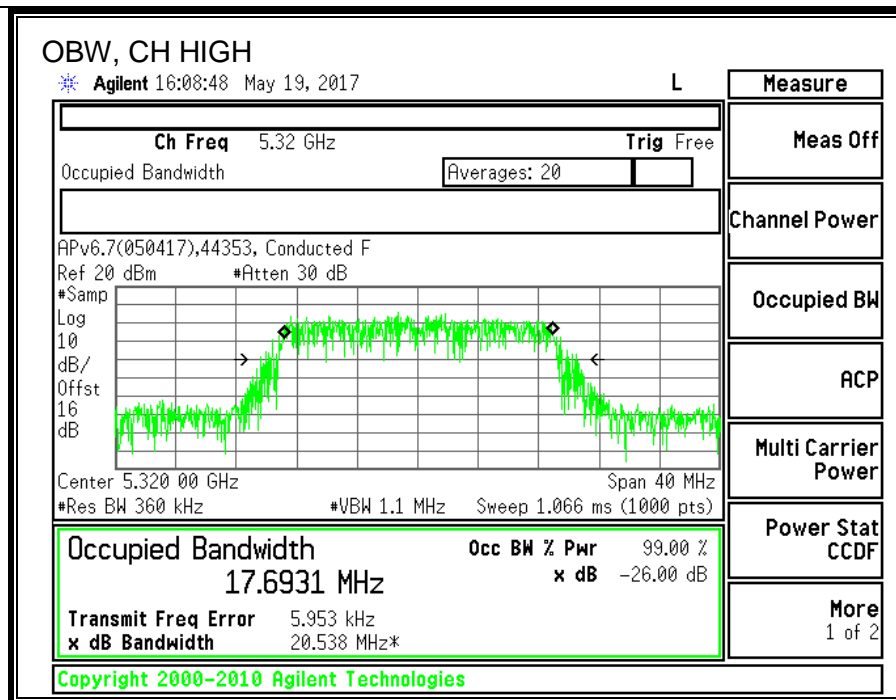 OBW, CH HIGH
Agilent 16:08:48 May 19, 2017 L
Measure
Ch Freq 5.32 GHz Trig Free
Occupied Bandwidth Averages: 20
APv6.7(050417),44353, Conducted F
Ref 20 dBm #Atten 30 dB
#Samp
Log
10
dB/
Offst
16
dB
Center 5.320 00 GHz Span 40 MHz
#Res BW 360 kHz #VBW 1.1 MHz Sweep 1.066 ms (1000 pts)
Occupied Bandwidth Occ BW % Pwr 99.00 %
17.6931 MHz x dB -26.00 dB
Transmit Freq Error 5.953 kHz
x dB Bandwidth 20.538 MHz*
Copyright 2000-2010 Agilent Technologies
Meas Off
Channel Power
Occupied BW
ACP
Multi Carrier
Power
Power Stat
CCDF
More
1 of 2